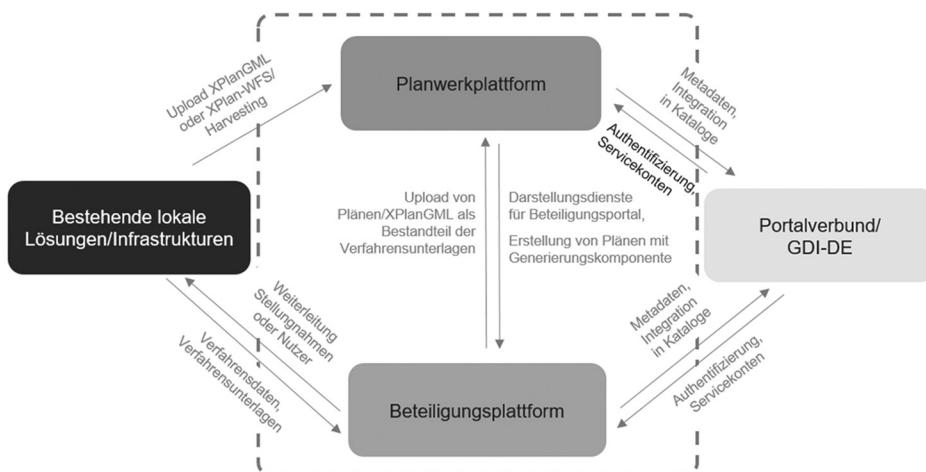 Planwerkplattform
Upload XPlanGML
oder XPlan-WFS/
Harvesting
Metadaten,
Integration
in Kataloge
Authentifizierung,
Servicekonten
Bestehende lokale
Lösungen/Infrastrukturen
Upload von
Plänen/XPlanGML als
Bestandteil der
Verfahrensunterlagen
Darstellungsdienste
für Beteiligungsportal,
Erstellung von Plänen mit
Generierungskomponente
Portalverbund/
GDI-DE
Weiterleitung
Stellungnahmen
oder Nutzer
Verfahrensdaten,
Verfahrensunterlagen
Metadaten,
Integration
in Kataloge
Authentifizierung,
Servicekonten
Beteiligungsplattform